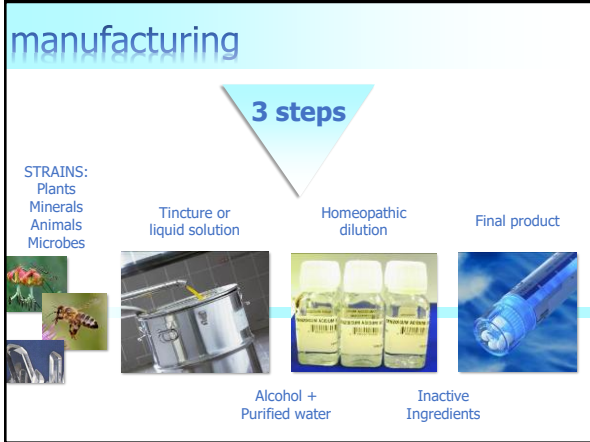 manufacturing
3 steps
STRAINS:
Plants
Minerals
Animals
Microbes
Tincture or
liquid solution
Homeopathic
dilution
Final product
Alcohol +
Purified water
Inactive
Ingredients